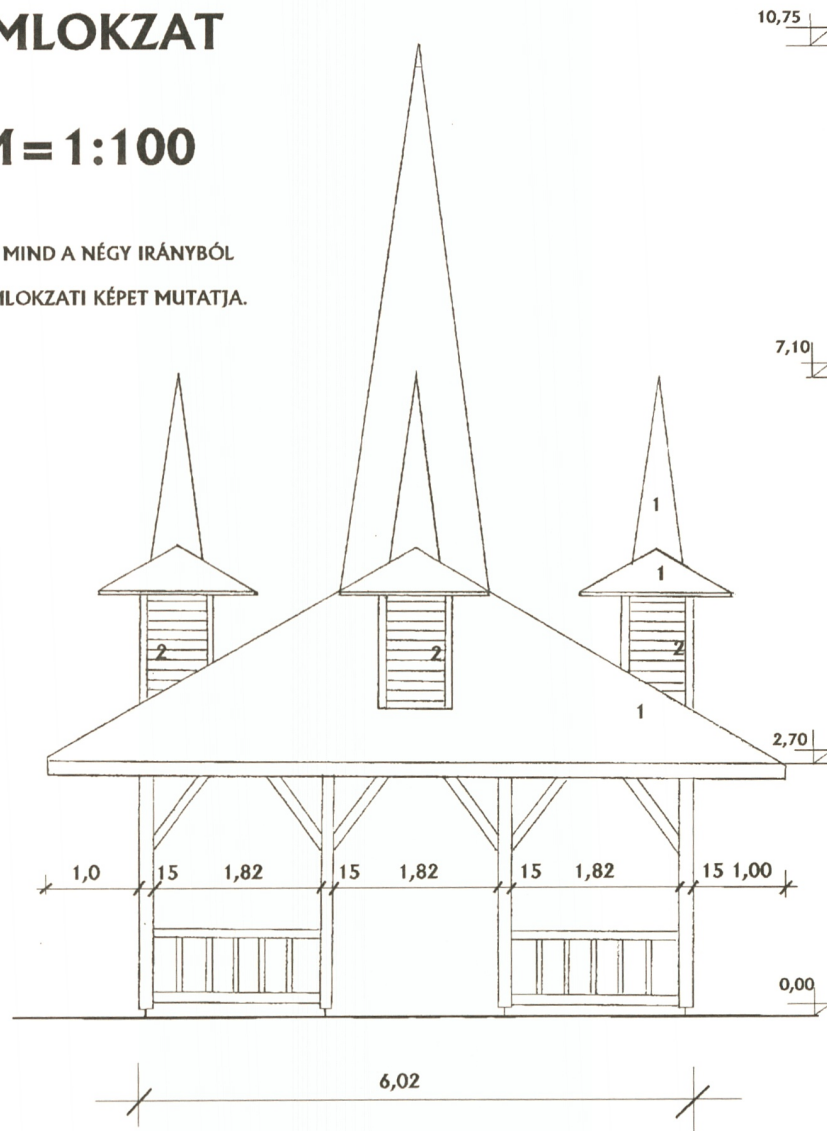 MLOKZAT
10,75
M=1:100
MIND A NÉGY IRÁNYBÓL
MLOKZATI KÉPET MUTATJA.
7,10
1
1
2
2
2
1
2,70
1,0 15 1,82 15 1,82 15 1,82 15 1,00
0,00
6,02